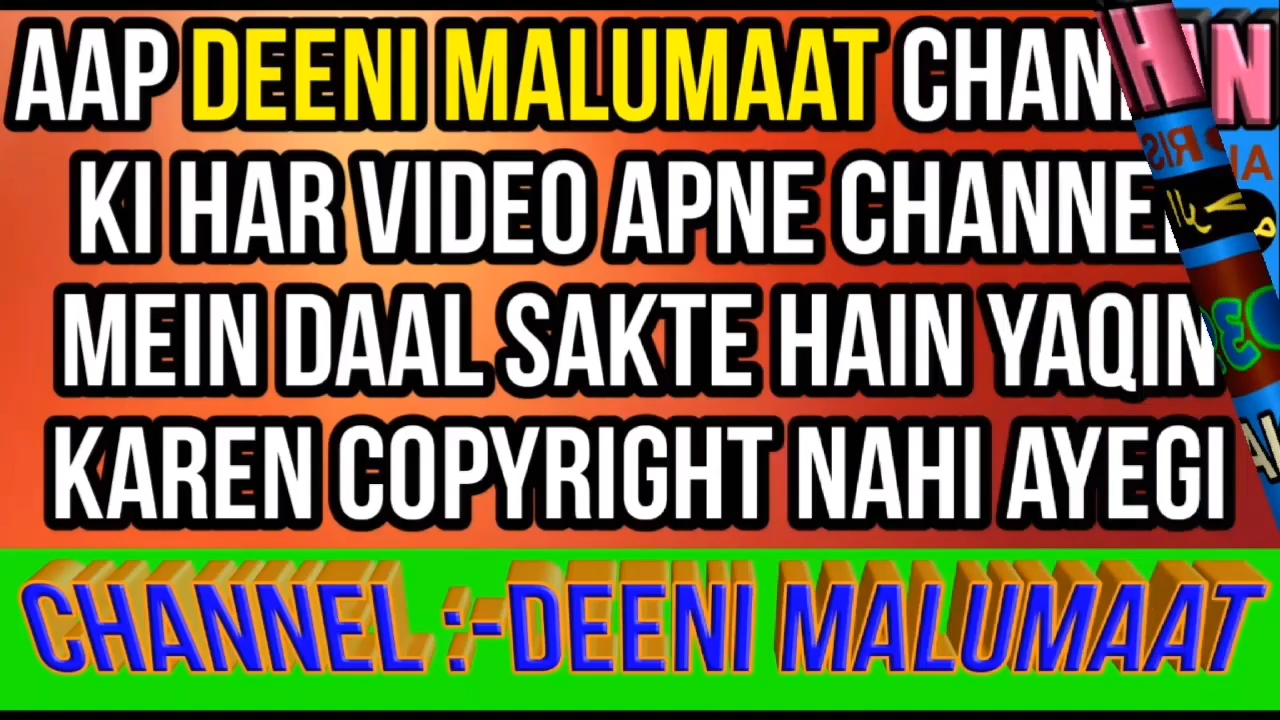 AAP DEENI MALUMAAT
KI HAR VIDEO APNE
MEIN DAAL SAKTE HAIN YAQIN
KAREN COPYRIGHT NAHI AYEGI
CHANNEL :-DEENI MALUMAAT